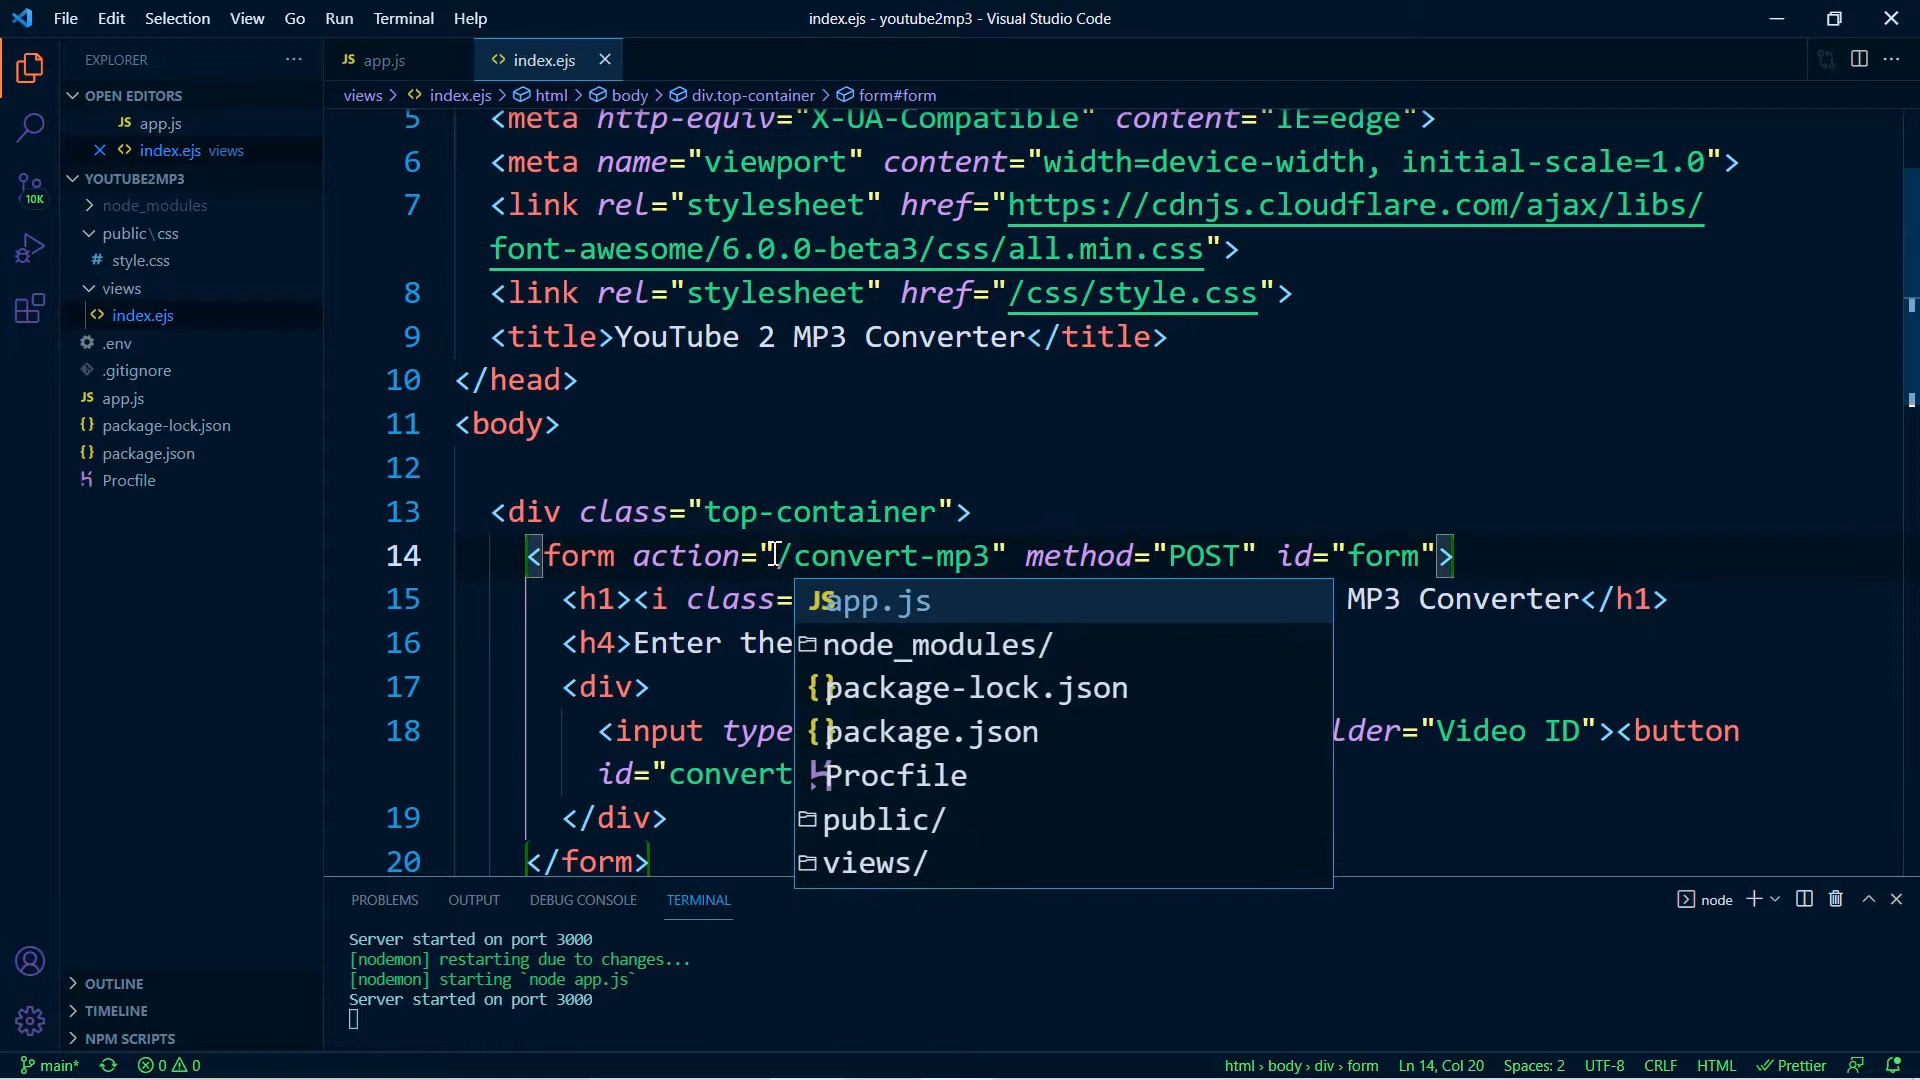 File Edit Selection View Go Run Terminal Help
index.ejs - youtube2mp3 - Visual Studio Code
EXPLORER
OPEN EDITORS
JS app.js
index.ejs views
YOUTUBE2MP3
node_modules
public\css
# style.css
views
index.ejs
.env
.gitignore
JS app.js
{} package-lock.json
{} package.json
Procfile
OUTLINE
TIMELINE
NPM SCRIPTS
10K
JS app.js
index.ejs
views > index.ejs > html > body > div.top-container > form#form
5 <meta http-equiv="X-UA-Compatible" content="IE=edge">
6 <meta name="viewport" content="width=device-width, initial-scale=1.0">
7 <link rel="stylesheet" href="https://cdnjs.cloudflare.com/ajax/libs/
font-awesome/6.0.0-beta3/css/all.min.css">
8 <link rel="stylesheet" href="/css/style.css">
9 <title>YouTube 2 MP3 Converter</title>
10 </head>
11 <body>
12
13 <div class="top-container">
14 <form action="/convert-mp3" method="POST" id="form">
15 <h1><i class= MP3 Converter</h1>
16 <h4>Enter the
17 <div>
18 <input type lder="Video ID"><button
id="convert
19 </div>
20 </form>
JS app.js
node_modules/
{} package-lock.json
{} package.json
Procfile
public/
views/
PROBLEMS OUTPUT DEBUG CONSOLE TERMINAL
node
Server started on port 3000
[nodemon] restarting due to changes...
[nodemon] starting `node app.js`
Server started on port 3000
main* 0 0
html > body > div > form Ln 14, Col 20 Spaces: 2 UTF-8 CRLF HTML Prettier